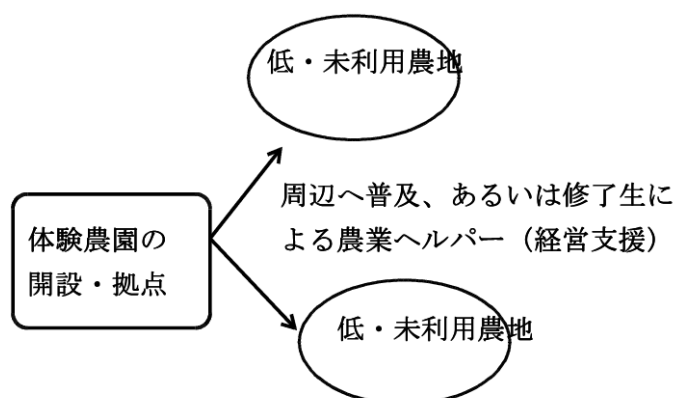 低・未利用農地
周辺へ普及、あるいは修了生に
よる農業ヘルパー（経営支援）
体験農園の
開設・拠点
低・未利用農地